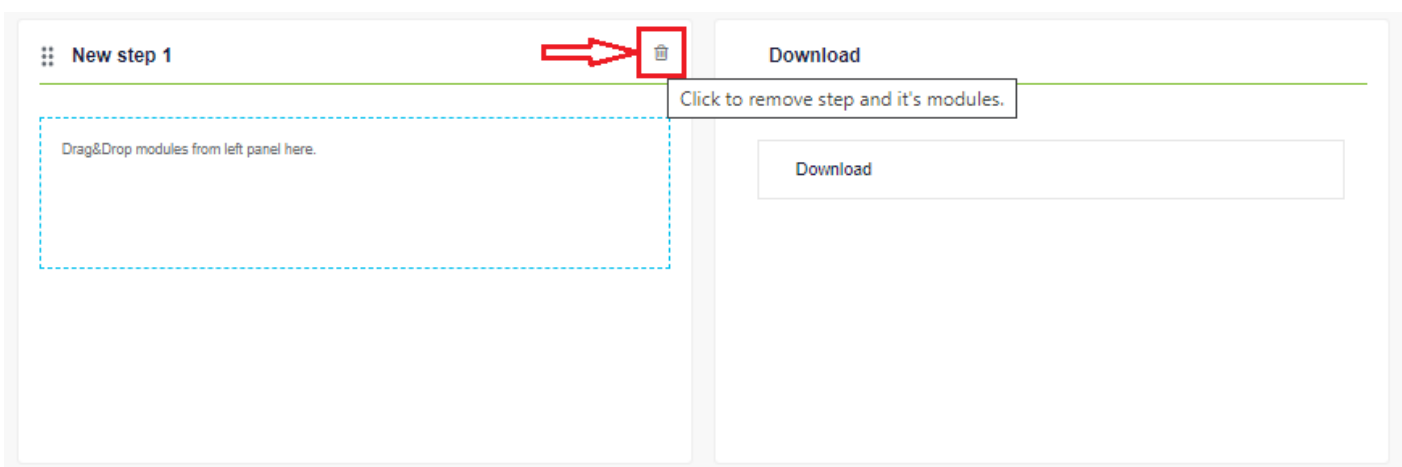 New step 1
Download
Click to remove step and it's modules.
Drag&Drop modules from left panel here.
Download